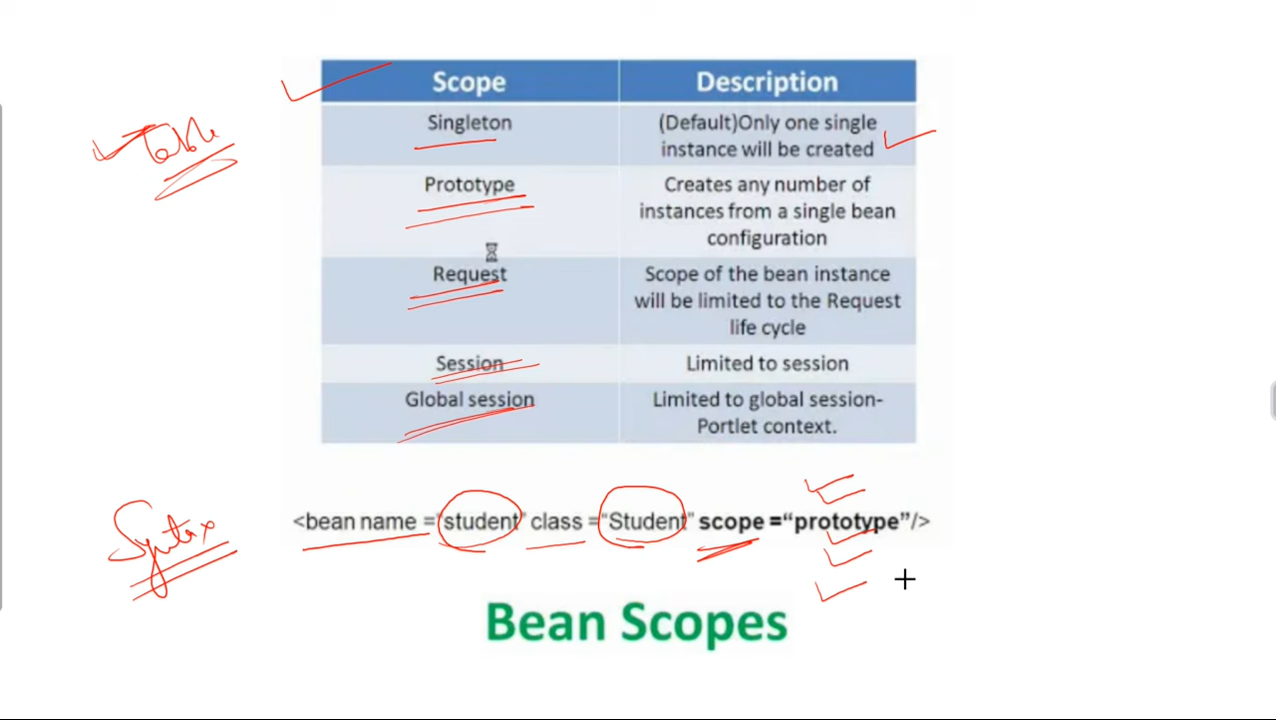 Table
Scope Description
Singleton (Default)Only one single
instance will be created
Prototype Creates any number of
instances from a single bean
configuration
Request Scope of the bean instance
will be limited to the Request
life cycle
Session Limited to session
Global session Limited to global session-
Portlet context.
Syntax
<bean name =“student” class =“Student” scope =“prototype”/>
Bean Scopes